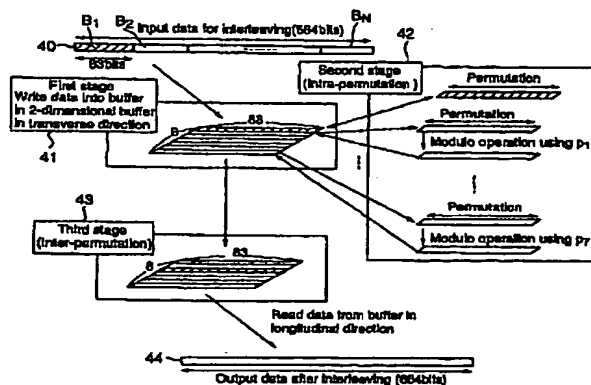 B1
B2
BN
Input data for interleaving (664bits)
40
83bits
42
First stage
Write data into buffer
in 2-dimensional buffer
in transverse direction
41
Second stage
(Intra-permutation)
Permutation
83
8
Permutation
Modulo operation using p1
Permutation
Modulo operation using p7
43
Third stage
(Inter-permutation)
83
8
Read data from buffer in
longitudinal direction
44
Output data after interleaving [664bits]